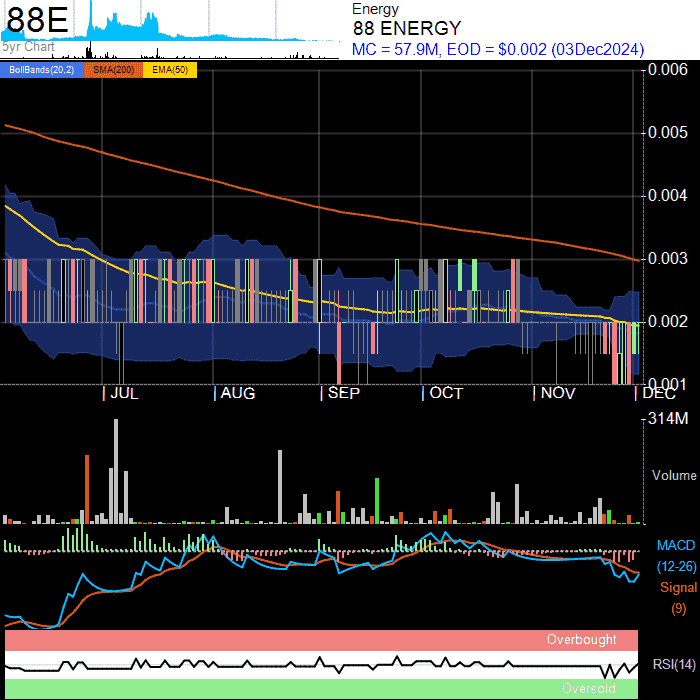 88E
5yr Chart
Energy
88 ENERGY
MC = 57.9M, EOD = $0.002 (03Dec2024)
BollBands(20,2) SMA(200) EMA(50)
0.006
0.005
0.004
0.003
0.002
0.001
JUL AUG SEP OCT NOV DEC
314M
Volume
MACD
(12-26)
Signal
(9)
Overbought
RSI(14)
Oversold